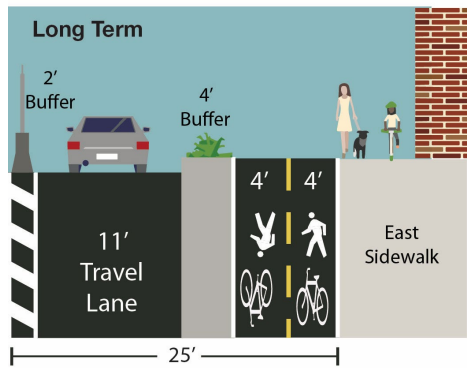 Long Term
2’
Buffer
4’
Buffer
4’
4’
11’
Travel
Lane
East
Sidewalk
25’